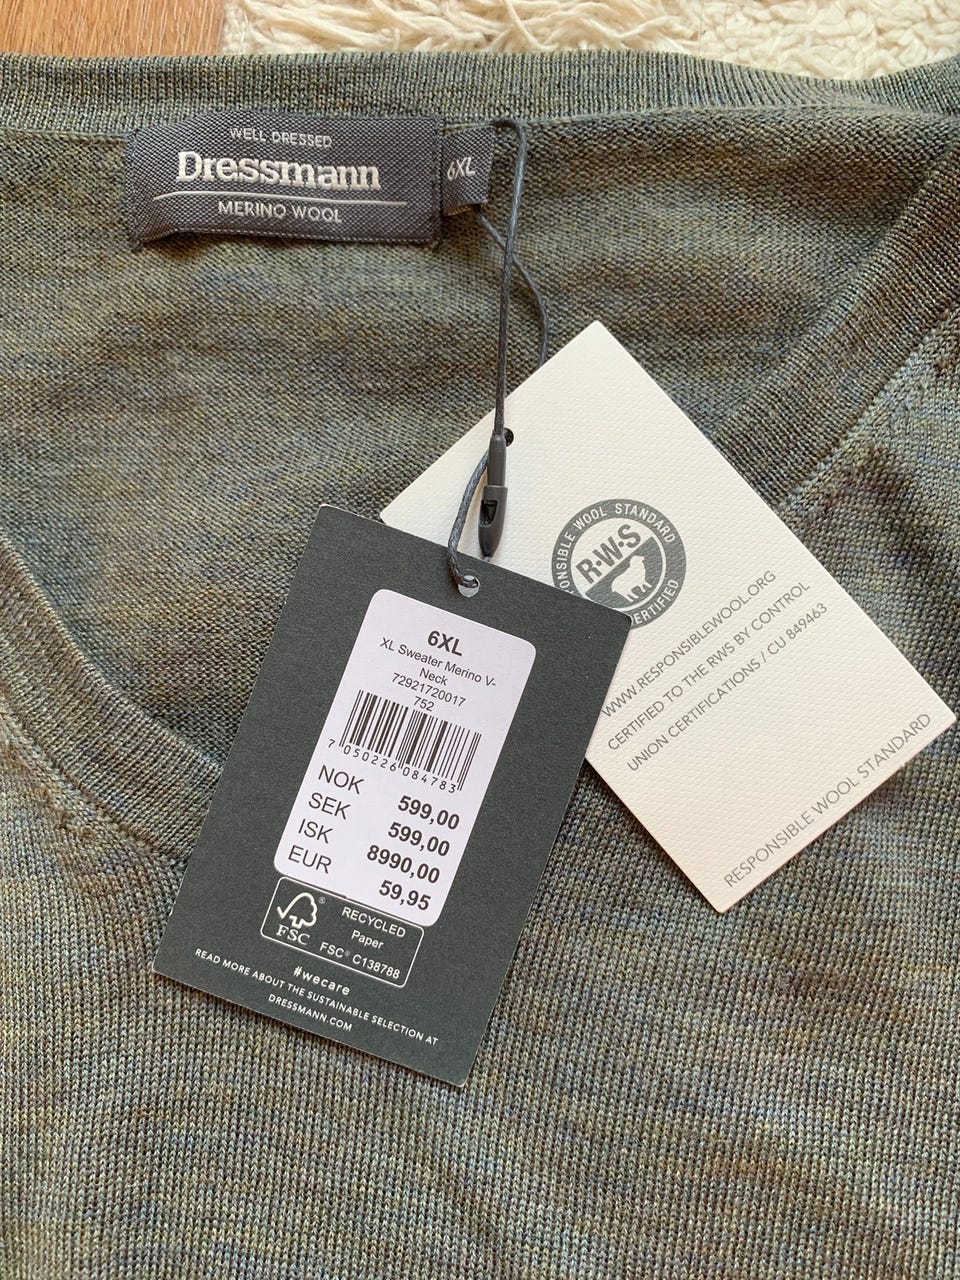 WELL DRESSED
Dressmann
MERINO WOOL
6XL
WOOL STANDARD
R·W·S
WWW.RESPONSIBLEWOOL.ORG
CERTIFIED TO THE RWS BY CONTROL
UNION CERTIFICATIONS / CU 849463
RESPONSIBLE WOOL STANDARD
6XL
XL Sweater Merino V-
Neck
72921720017
752
7 050226 084783
NOK 599,00
SEK 599,00
ISK 8990,00
EUR 59,95
FSC®
RECYCLED
Paper
FSC® C138788
#wecare
READ MORE ABOUT THE SUSTAINABLE SELECTION AT
DRESSMANN.COM